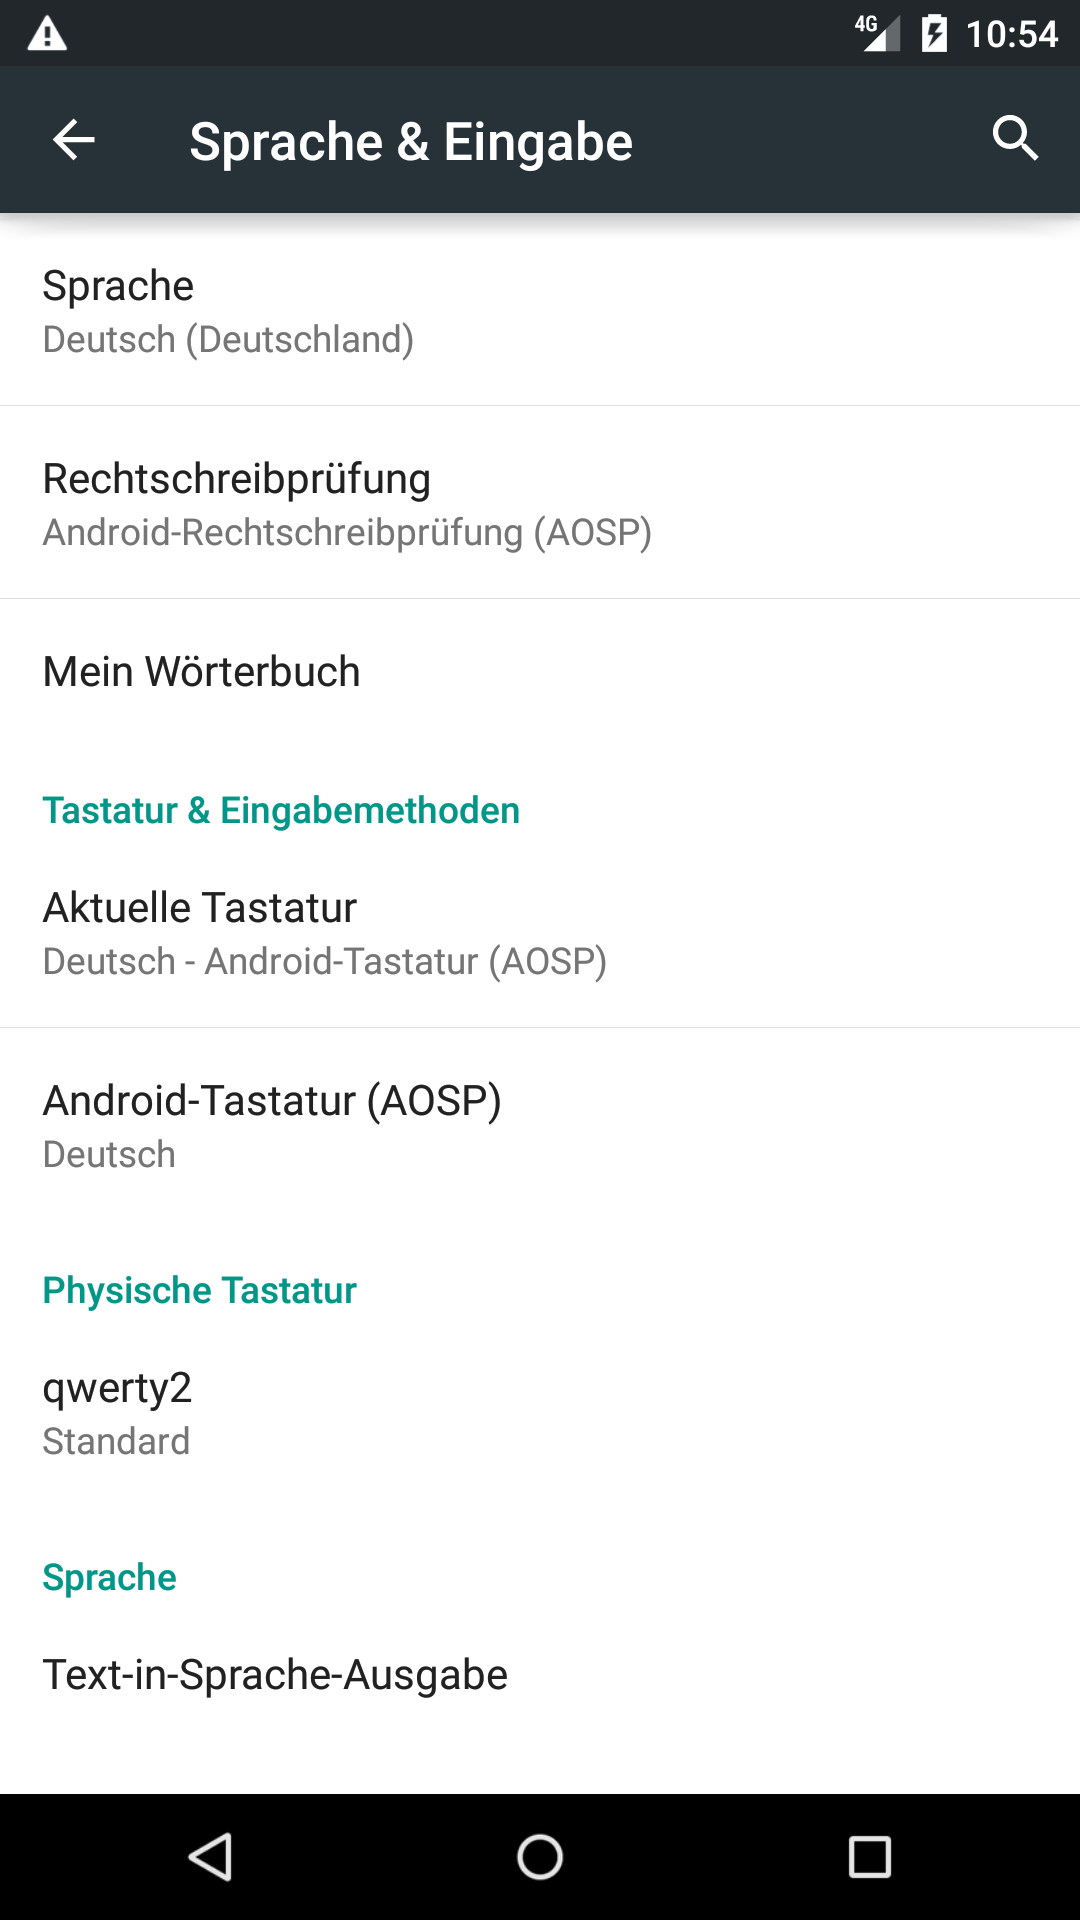 4G 10:54
Sprache & Eingabe
Sprache
Deutsch (Deutschland)
Rechtschreibprüfung
Android-Rechtschreibprüfung (AOSP)
Mein Wörterbuch
Tastatur & Eingabemethoden
Aktuelle Tastatur
Deutsch - Android-Tastatur (AOSP)
Android-Tastatur (AOSP)
Deutsch
Physische Tastatur
qwerty2
Standard
Sprache
Text-in-Sprache-Ausgabe